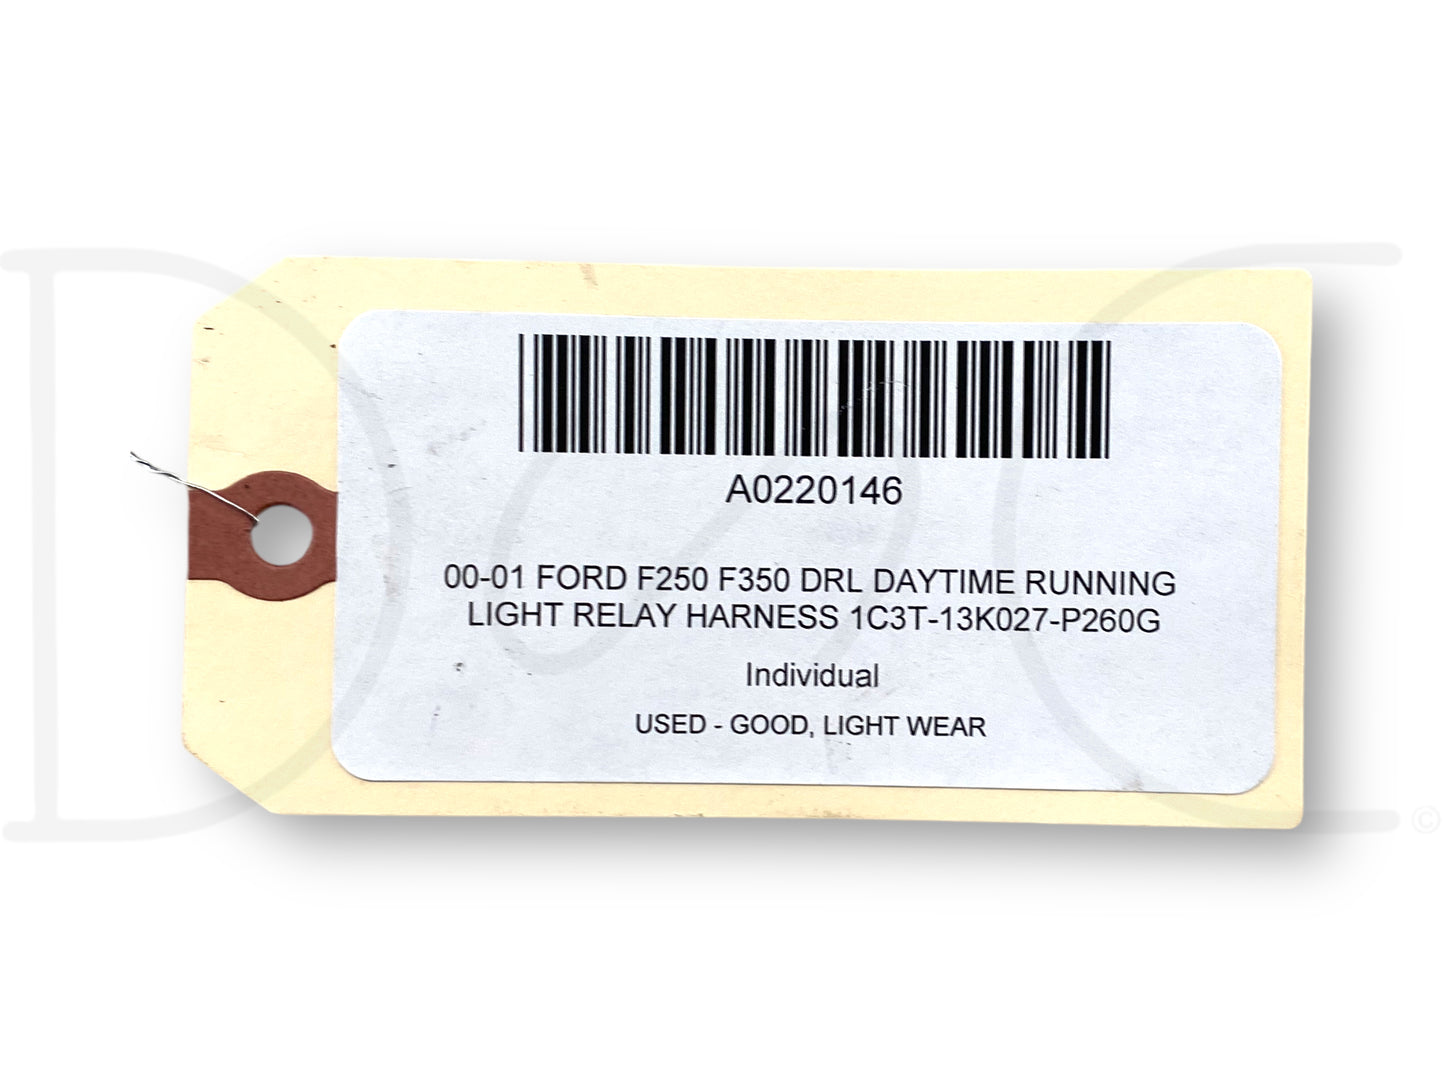 A0220146
00-01 FORD F250 F350 DRL DAYTIME RUNNING
LIGHT RELAY HARNESS 1C3T-13K027-P260G
Individual
USED - GOOD, LIGHT WEAR
D C
©